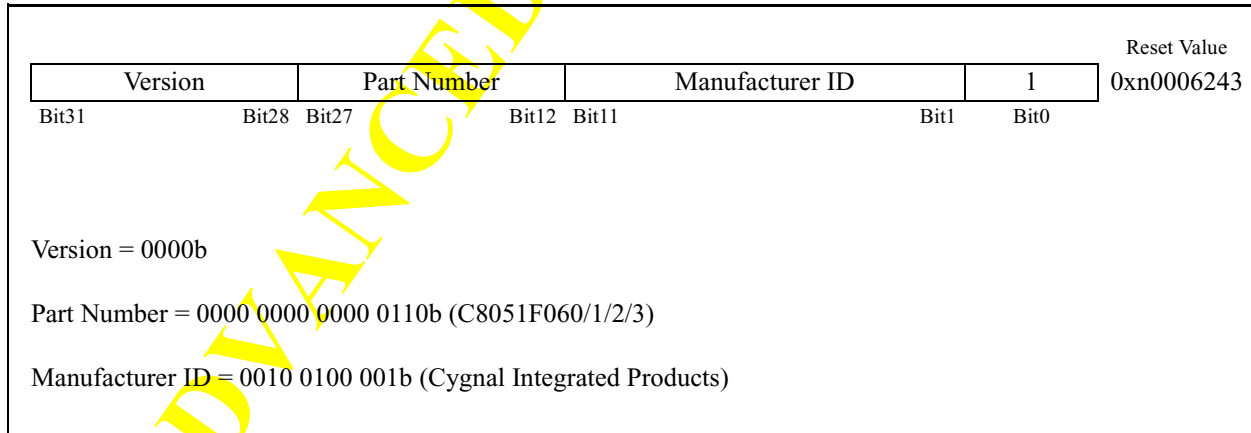 Reset Value
Version Part Number Manufacturer ID 1 0xn0006243
Bit31 Bit28 Bit27 Bit12 Bit11 Bit1 Bit0
Version = 0000b
Part Number = 0000 0000 0000 0110b (C8051F060/1/2/3)
Manufacturer ID = 0010 0100 001b (Cygnal Integrated Products)
DVANCED